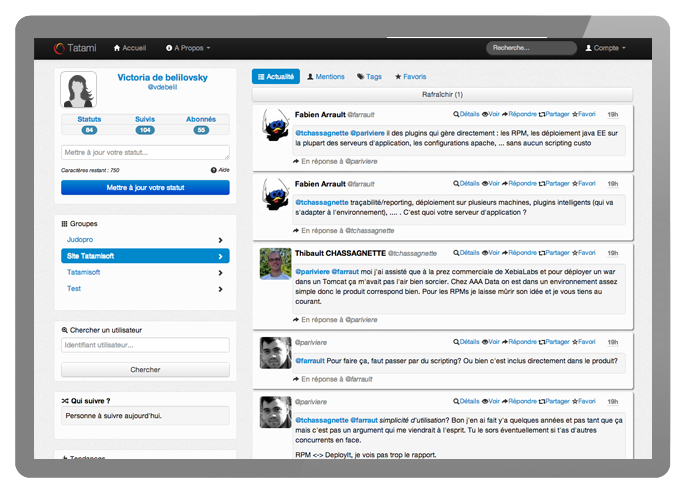 Tatami Accueil A Propos Recherche... Compte
Victoria de belilovsky
@vdebelil
Statuts Suivis Abonnés
84 104 55
Mettre à jour votre statut...
Caractères restant : 750 Aide
Mettre à jour votre statut
Groupes
Judopro
Site Tatamisoft
Tatamisoft
Test
Chercher un utilisateur
Identifiant utilisateur...
Chercher
Qui suivre ?
Personne à suivre aujourd'hui.
Tendances
Actualité Mentions Tags Favoris
Rafraîchir (1)
Fabien Arrault @farrault Détails Voir Répondre Partager Favori 19h
@tchassagnette @pariviere il des plugins qui gère directement : les RPM, les déploiement java EE sur
la plupart des serveurs d'application, les configurations apache, ... sans aucun scripting custo
En réponse à @pariviere
Fabien Arrault @farrault Détails Voir Répondre Partager Favori 19h
@tchassagnette traçabilité/reporting, déploiement sur plusieurs machines, plugins intelligents (qui va
s'adapter à l'environnement), .... . C'est quoi votre serveur d'application ?
En réponse à @tchassagnette
Thibault CHASSAGNETTE @tchassagnette Détails Voir Répondre Partager Favori 19h
@pariviere @farraut moi j'ai assisté que à la prez commerciale de XebiaLabs et pour déployer un war
dans un Tomcat ça m'avait pas l'air bien sorcier. Chez AAA Data on est dans un environnement assez
simple donc le produit correspond bien. Pour les RPMs je laisse mûrir son idée et je vous tiens au
courant.
@pariviere Détails Voir Répondre Partager Favori 19h
@farrault Pour faire ça, faut passer par du scripting? Ou bien c'est inclus directement dans le produit?
En réponse à @farrault
@pariviere Détails Voir Répondre Partager Favori 19h
@tchassagnette @farault simplicité d'utilisation? Bon j'en ai fait y'a quelques années et pas tant que ça
mais c'est pas un argument qui me viendrait à l'esprit. Tu le sors éventuellement si t'as d'autres
concurrents en face.
RPM <-> DeployIt, je vois pas trop le rapport.